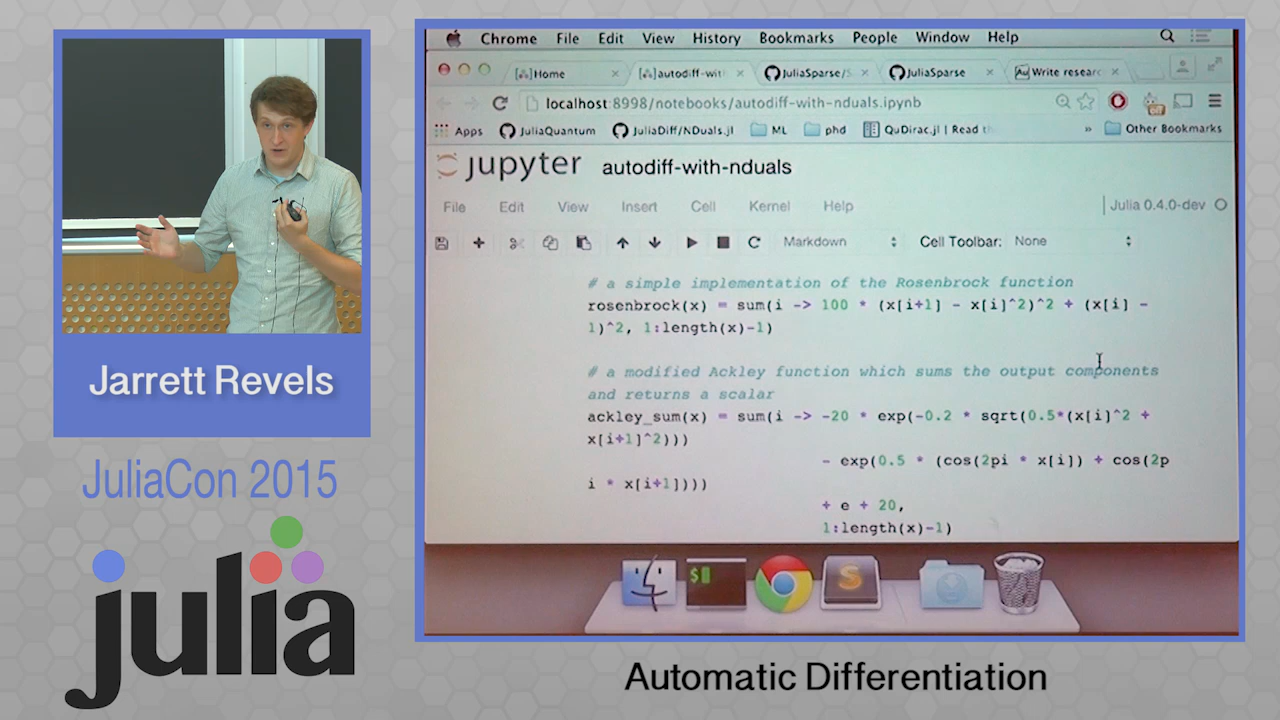 Jarrett Revels
JuliaCon 2015
julia
Chrome File Edit View History Bookmarks People Window Help
Home
autodiff-wit
JuliaSparse/S
JuliaSparse
Au Write researc
localhost:8998/notebooks/autodiff-with-nduals.ipynb
Apps JuliaQuantum JuliaDiff/NDuals.jl ML phd QuDirac.jl | Read th » Other Bookmarks
jupyter autodiff-with-nduals
File Edit View Insert Cell Kernel Help Julia 0.4.0-dev
Markdown Cell Toolbar: None
# a simple implementation of the Rosenbrock function
rosenbrock(x) = sum(i -> 100 * (x[i+1] - x[i]^2)^2 + (x[i] -
1)^2, 1:length(x)-1)
# a modified Ackley function which sums the output components
and returns a scalar
ackley_sum(x) = sum(i -> -20 * exp(-0.2 * sqrt(0.5*(x[i]^2 +
x[i+1]^2)))
- exp(0.5 * (cos(2pi * x[i]) + cos(2p
i * x[i+1])))
+ e + 20,
1:length(x)-1)
$
S
Automatic Differentiation